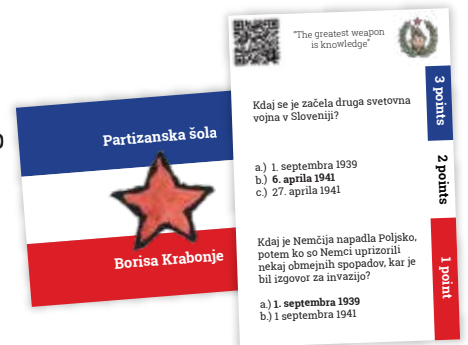 Partizanska šola
Borisa Krabonje
"The greatest weapon
is knowledge"
Kdaj se je začela druga svetovna
vojna v Sloveniji?
a.) 1. septembra 1939
b.) 6. aprila 1941
c.) 27. aprila 1941
Kdaj je Nemčija napadla Poljsko,
potem ko so Nemci uprizorili
nekaj obmejnih spopadov, kar je
bil izgovor za invazijo?
a.) 1. septembra 1939
b.) 1 septembra 1941
3 points
2 points
1 point